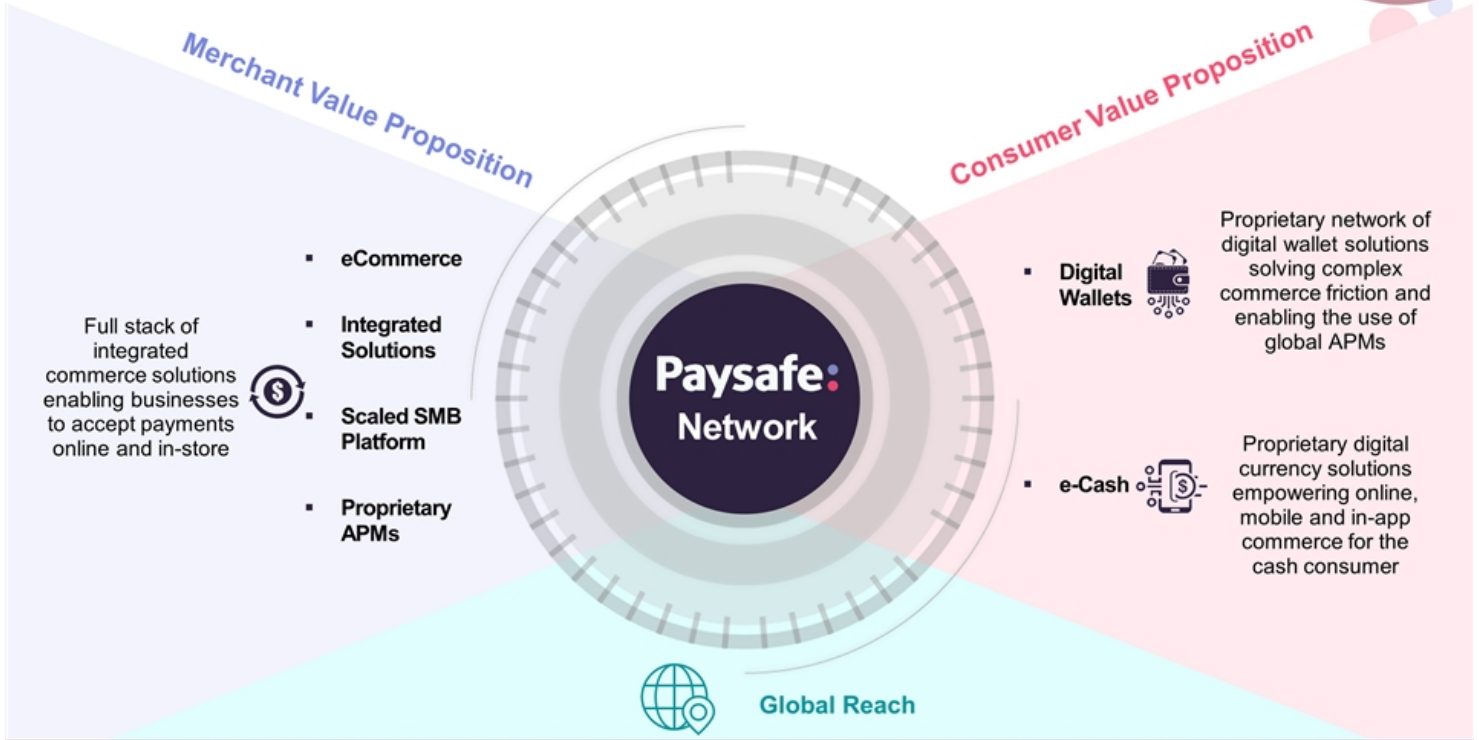 Merchant Value Proposition
Consumer Value Proposition
Full stack of
integrated
commerce solutions
enabling businesses
to accept payments
online and in-store
$
▪ eCommerce
▪ Integrated
Solutions
▪ Scaled SMB
Platform
▪ Proprietary
APMs
Paysafe:
Network
▪ Digital
Wallets
Proprietary network of
digital wallet solutions
solving complex
commerce friction and
enabling the use of
global APMs
▪ e-Cash
$
Proprietary digital
currency solutions
empowering online,
mobile and in-app
commerce for the
cash consumer
Global Reach